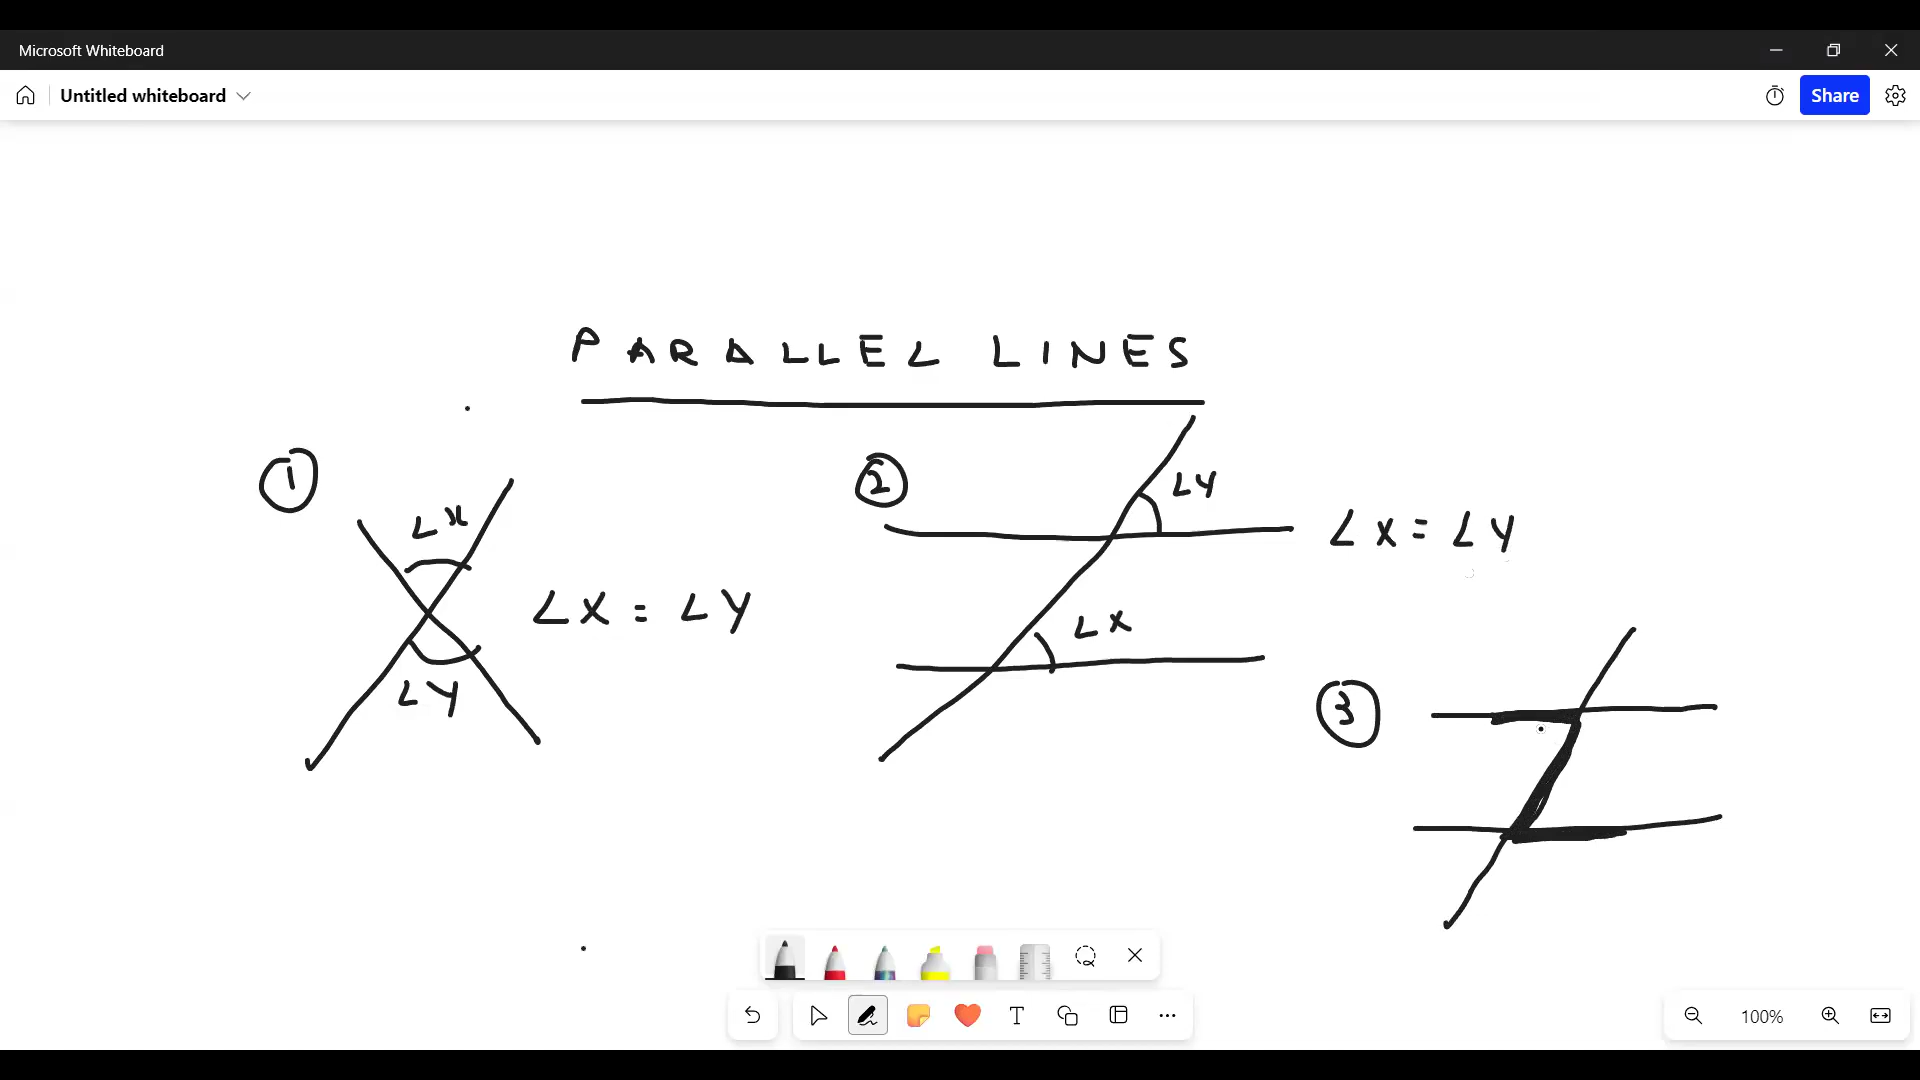 Microsoft Whiteboard
Untitled whiteboard
Share
PARALLEL LINES
①
∠x
∠X = ∠Y
∠Y
②
∠Y
∠X = ∠Y
∠X
③
T
100%